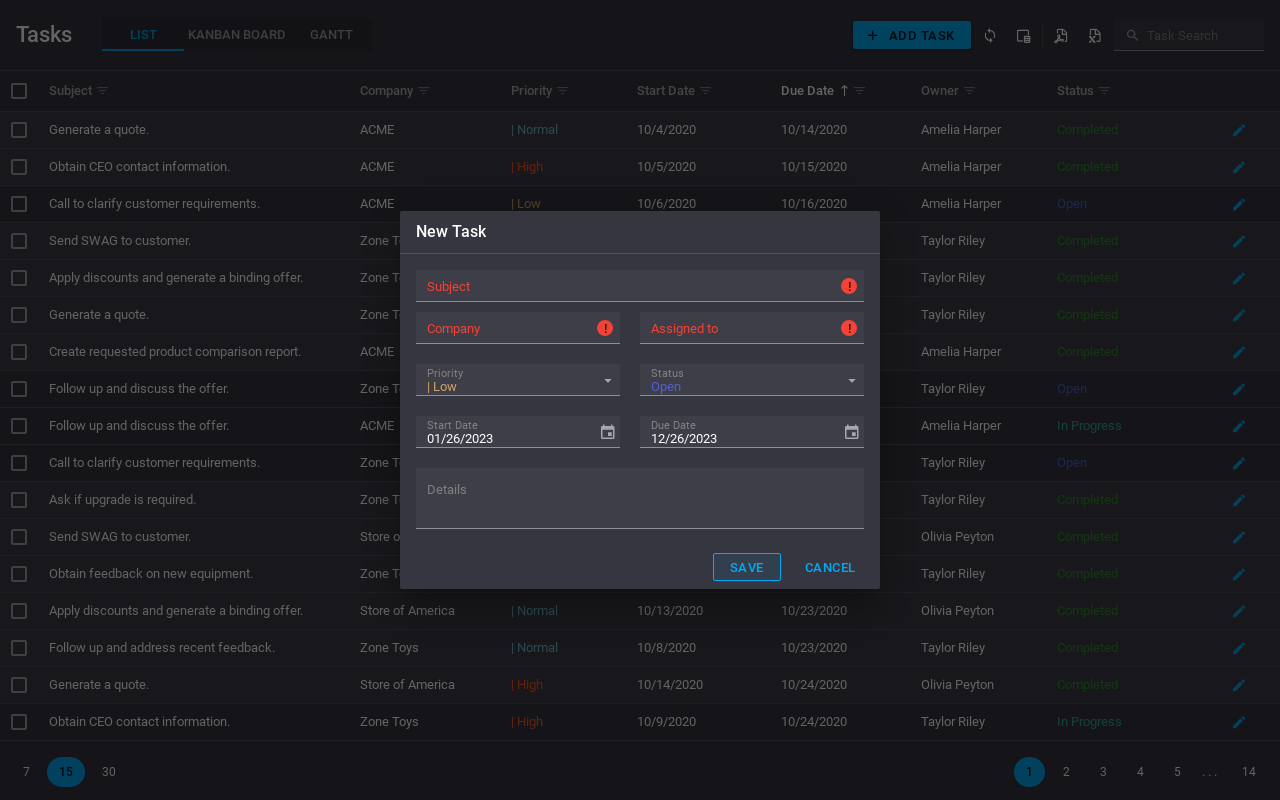 Tasks
LIST KANBAN BOARD GANTT
ADD TASK
Task Search
Subject Company Priority Start Date Due Date Owner Status
Generate a quote. ACME | Normal 10/4/2020 10/14/2020 Amelia Harper Completed
Obtain CEO contact information. ACME | High 10/5/2020 10/15/2020 Amelia Harper Completed
Call to clarify customer requirements. ACME | Low 10/6/2020 10/16/2020 Amelia Harper Open
Send SWAG to customer. Zone Taylor Riley Completed
Apply discounts and generate a binding offer. Zone Taylor Riley Completed
Generate a quote. Zone Taylor Riley Completed
Create requested product comparison report. ACME Amelia Harper Completed
Follow up and discuss the offer. Zone Taylor Riley Open
Follow up and discuss the offer. ACME Amelia Harper In Progress
Call to clarify customer requirements. Zone Taylor Riley Open
Ask if upgrade is required. Zone Taylor Riley Completed
Send SWAG to customer. Store Olivia Peyton Completed
Obtain feedback on new equipment. Zone Taylor Riley Completed
Apply discounts and generate a binding offer. Store of America | Normal 10/13/2020 10/23/2020 Olivia Peyton Completed
Follow up and address recent feedback. Zone Toys | Normal 10/8/2020 10/23/2020 Taylor Riley Completed
Generate a quote. Store of America | High 10/14/2020 10/24/2020 Olivia Peyton Completed
Obtain CEO contact information. Zone Toys | High 10/9/2020 10/24/2020 Taylor Riley In Progress
New Task
Subject
Company Assigned to
Priority Status
| Low Open
Start Date Due Date
01/26/2023 12/26/2023
Details
SAVE CANCEL
7 15 30 1 2 3 4 5 . . . 14